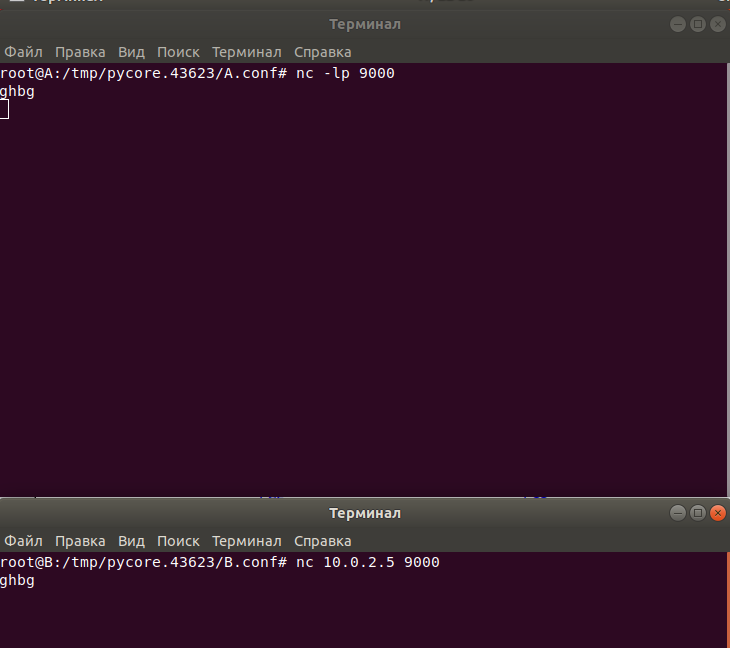 Терминал
Файл Правка Вид Поиск Терминал Справка
root@A:/tmp/pycore.43623/A.conf# nc -lp 9000
ghbg
Терминал
Файл Правка Вид Поиск Терминал Справка
root@B:/tmp/pycore.43623/B.conf# nc 10.0.2.5 9000
ghbg